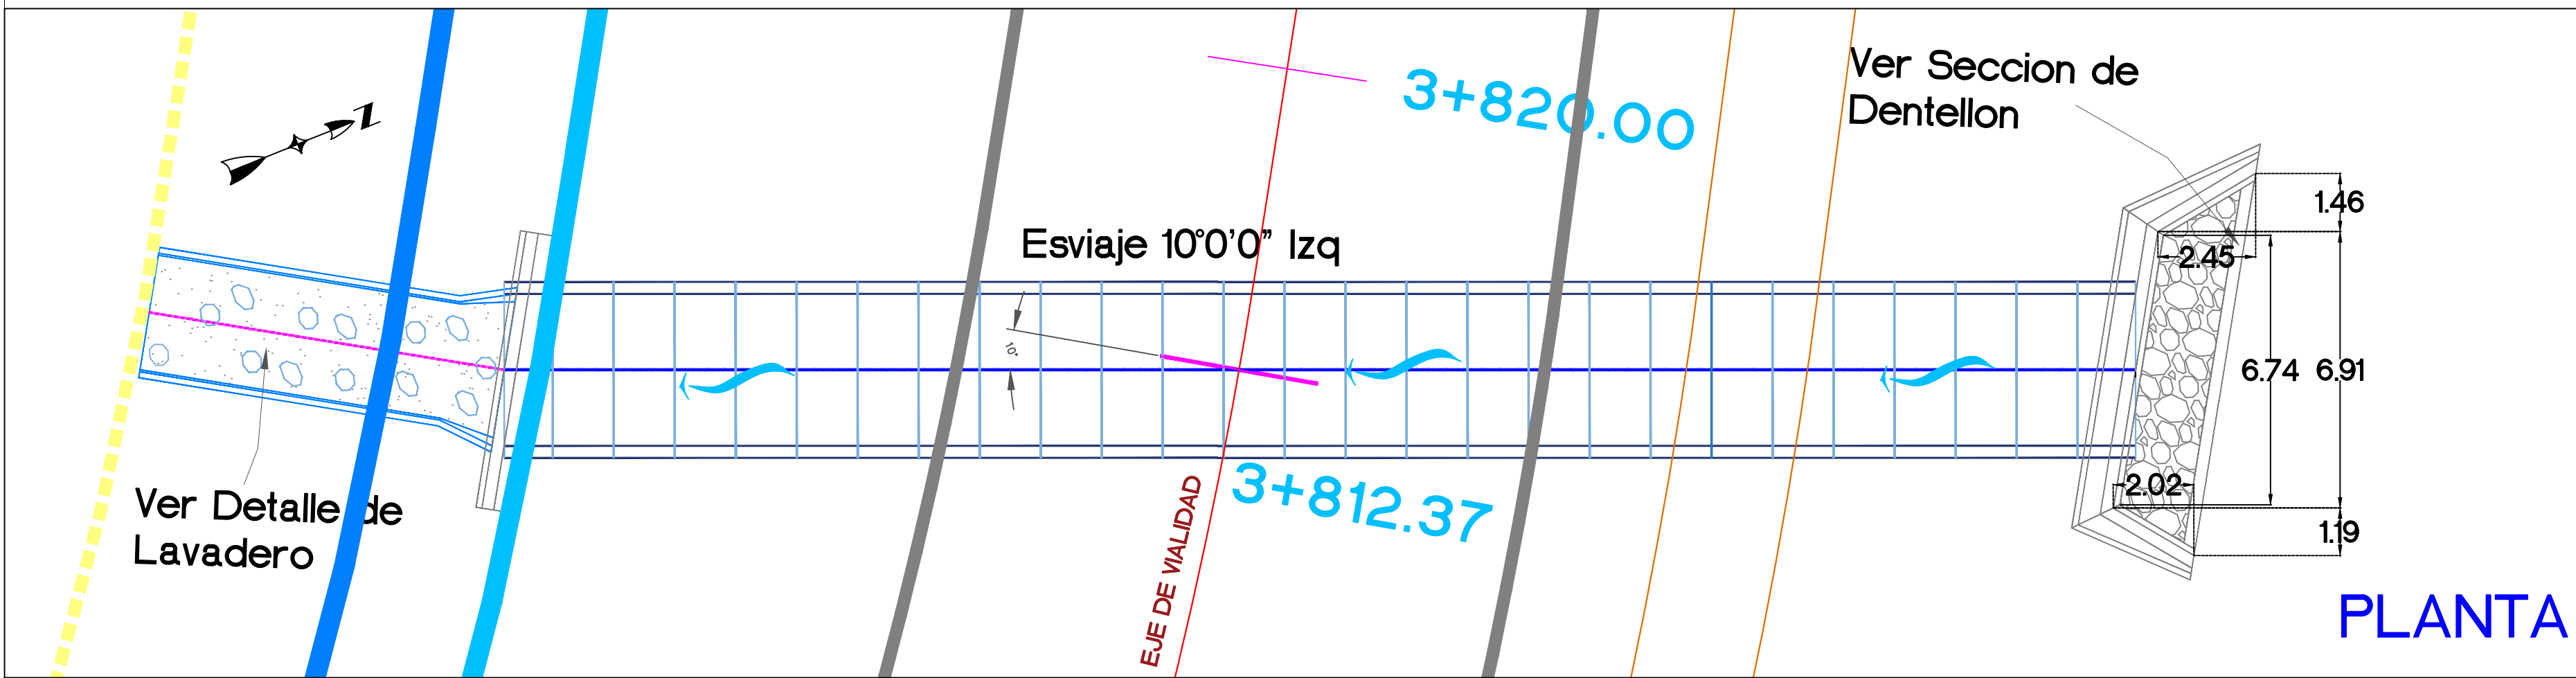 Ver Seccion de
Dentellon
3+820.00
N
1.46
Esviaje 10°0'0" Izq
2.45
10°
6.74
6.91
2.02
3+812.37
Ver Detalle de
Lavadero
1.19
EJE DE VIALIDAD
PLANTA